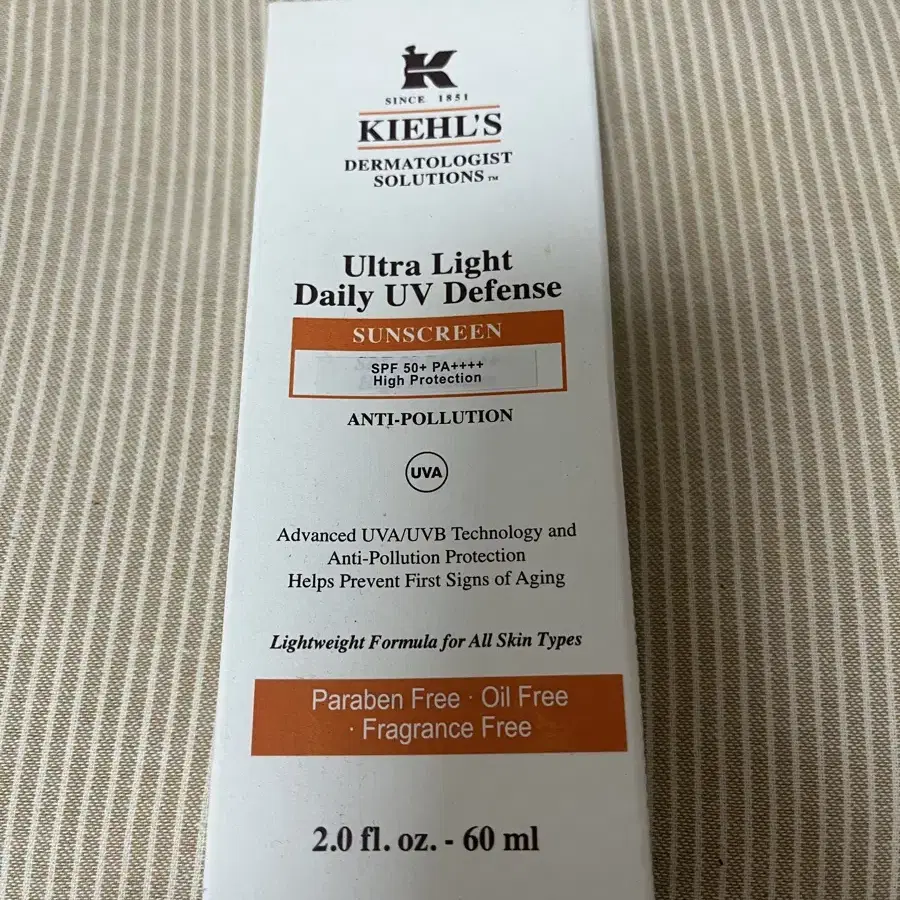 SINCE 1851
KIEHL'S
DERMATOLOGIST
SOLUTIONS™
Ultra Light
Daily UV Defense
SUNSCREEN
SPF 50+ PA++++
High Protection
ANTI-POLLUTION
UVA
Advanced UVA/UVB Technology and
Anti-Pollution Protection
Helps Prevent First Signs of Aging
Lightweight Formula for All Skin Types
Paraben Free · Oil Free
· Fragrance Free
2.0 fl. oz. - 60 ml